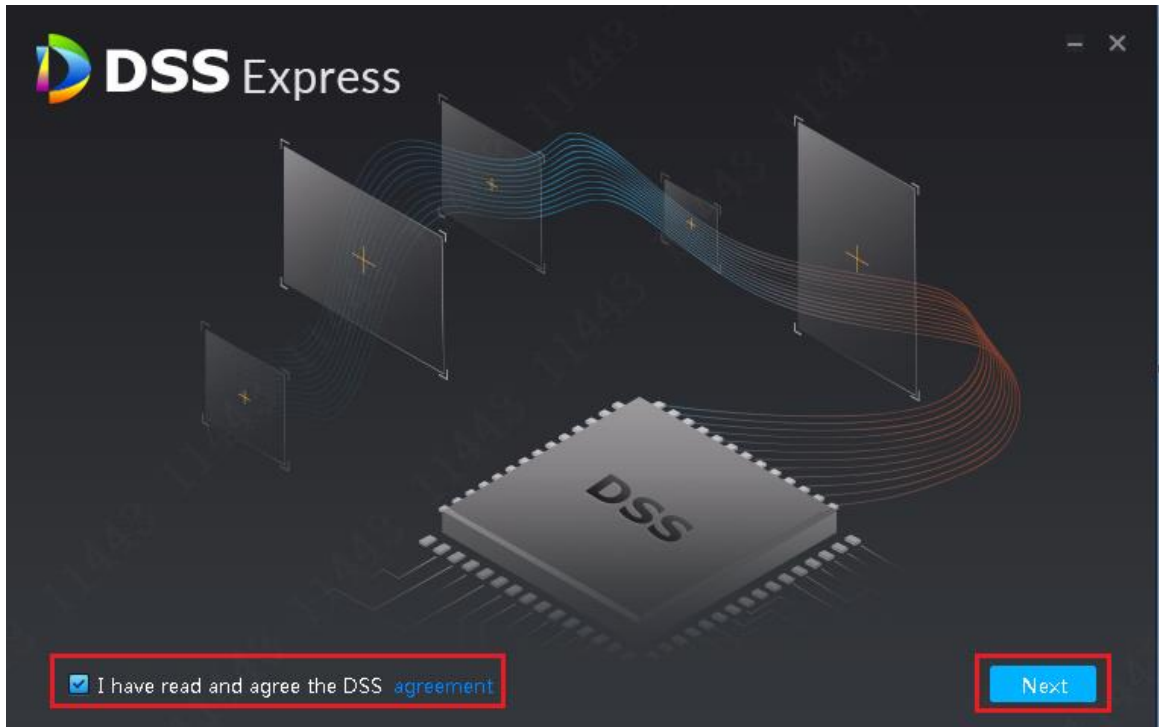 DSS Express
DSS
I have read and agree the DSS agreement
Next